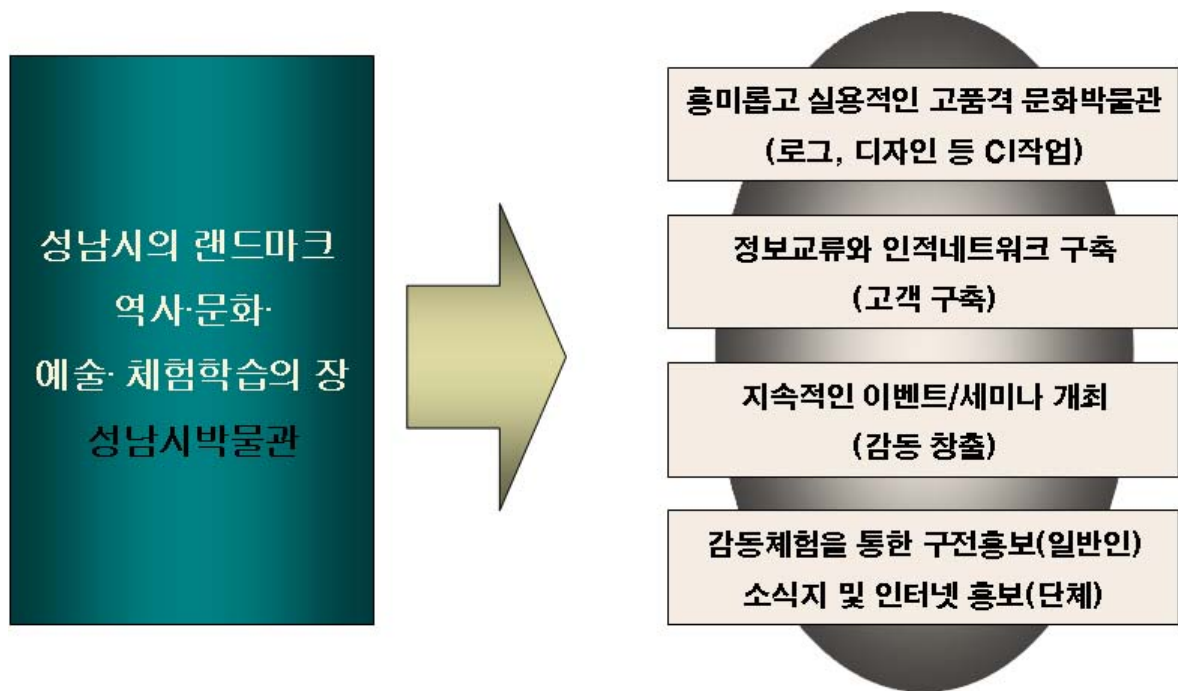 성남시의 랜드마크
역사·문화·
예술· 체험학습의 장
성남시박물관
흥미롭고 실용적인 고품격 문화박물관
(로그, 디자인 등 CI작업)
정보교류와 인적네트워크 구축
(고객 구축)
지속적인 이벤트/세미나 개최
(감동 창출)
감동체험을 통한 구전홍보(일반인)
소식지 및 인터넷 홍보(단체)